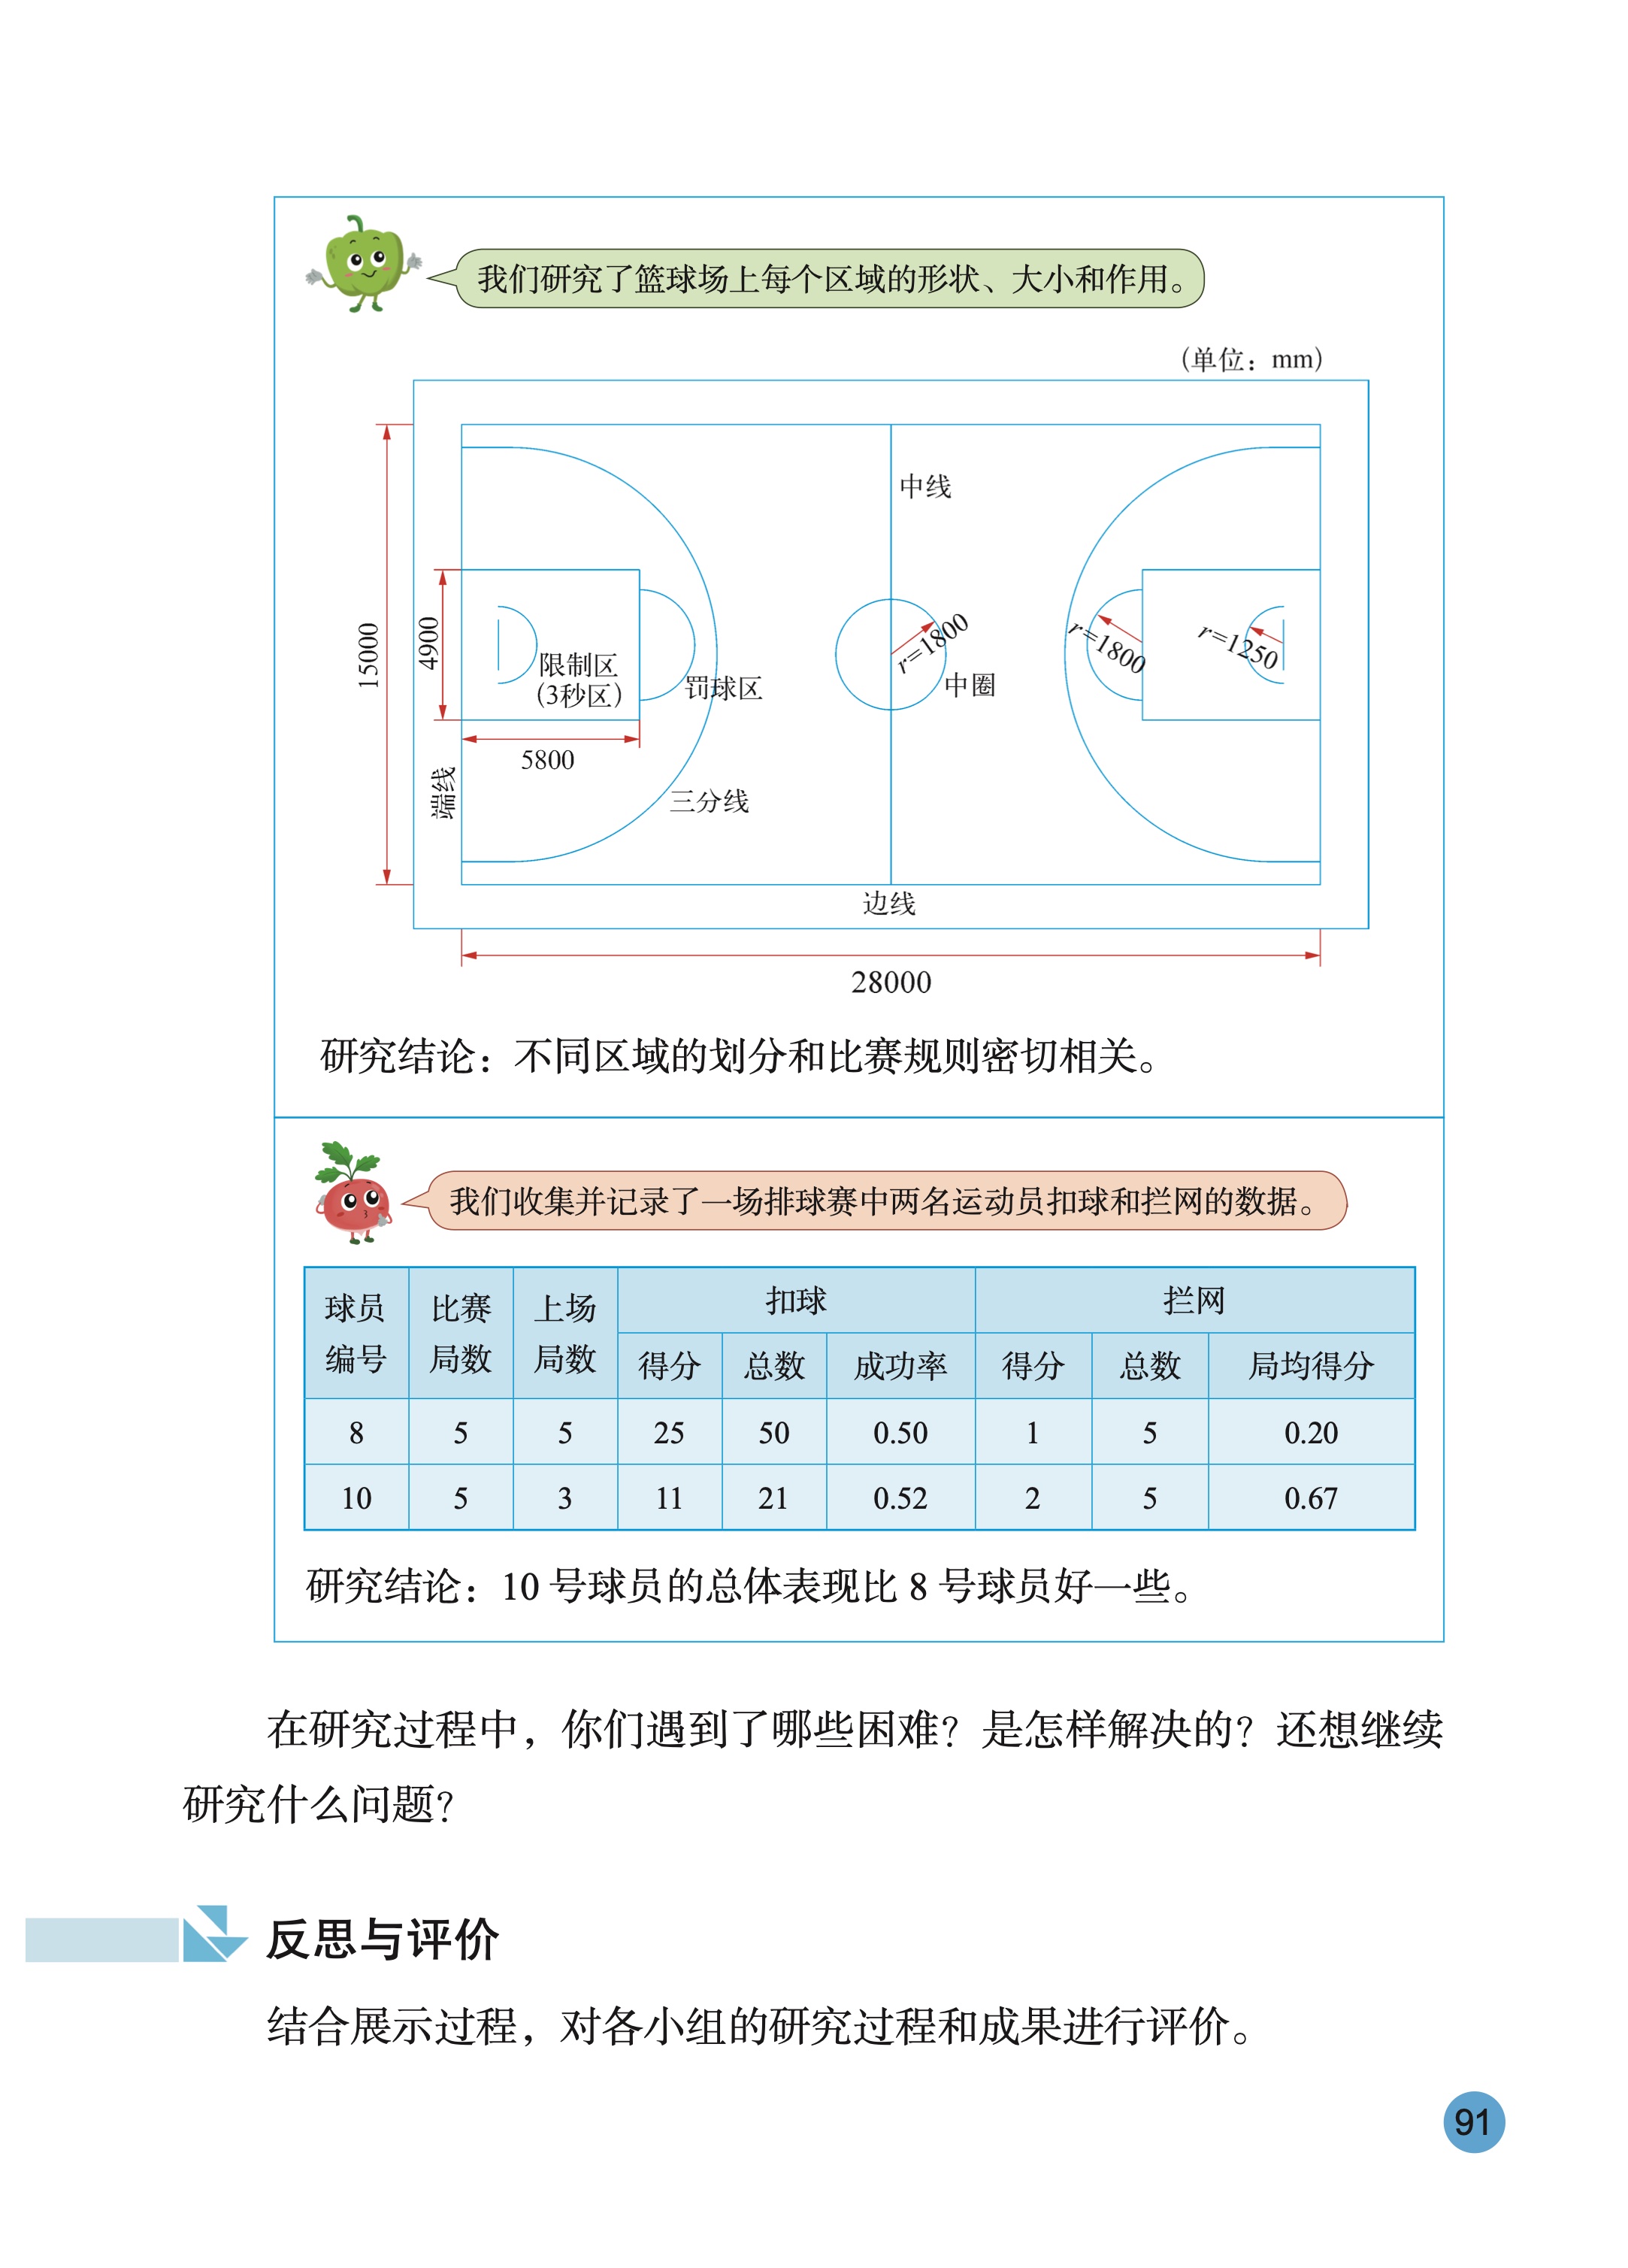 我们研究了篮球场上每个区域的形状、大小和作用。
(单位：mm)
中线
15000
4900
限制区
(3秒区)
罚球区
r=1800
中圈
r=1800
r=1250
5800
端线
三分线
边线
28000
研究结论：不同区域的划分和比赛规则密切相关。
我们收集并记录了一场排球赛中两名运动员扣球和拦网的数据。
球员编号 比赛局数 上场局数 扣球 拦网
得分 总数 成功率 得分 总数 局均得分
8 5 5 25 50 0.50 1 5 0.20
10 5 3 11 21 0.52 2 5 0.67
研究结论：10 号球员的总体表现比 8 号球员好一些。
在研究过程中，你们遇到了哪些困难？是怎样解决的？还想继续
研究什么问题？
反思与评价
结合展示过程，对各小组的研究过程和成果进行评价。
91